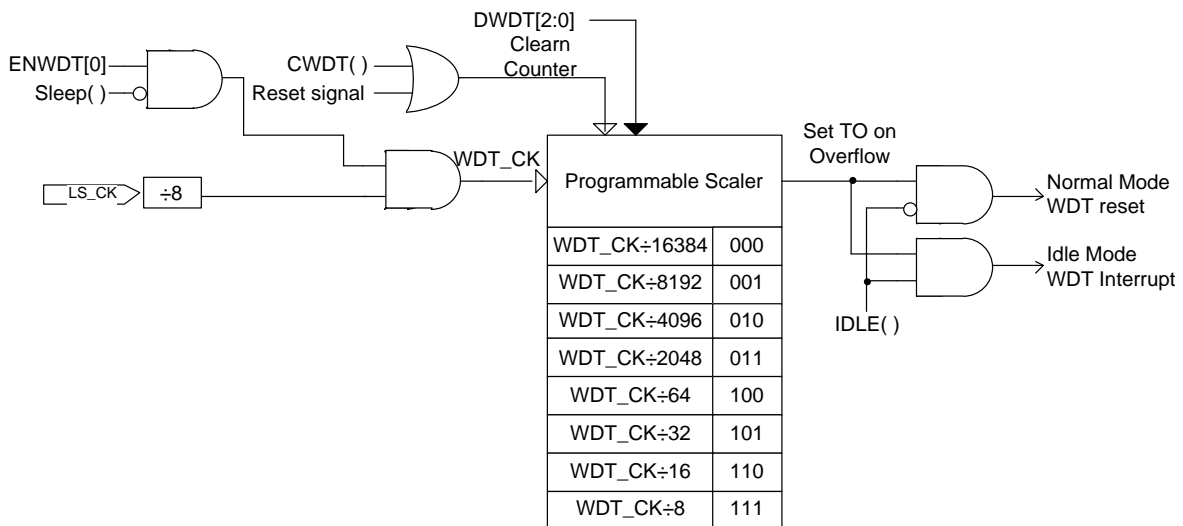 DWDT[2:0]
Clearn
Counter
ENWDT[0]
Sleep( )
CWDT( )
Reset signal
LS_CK
÷8
WDT_CK
Programmable Scaler
Set TO on
Overflow
Normal Mode
WDT reset
Idle Mode
WDT Interrupt
IDLE( )
WDT_CK÷16384 000
WDT_CK÷8192 001
WDT_CK÷4096 010
WDT_CK÷2048 011
WDT_CK÷64 100
WDT_CK÷32 101
WDT_CK÷16 110
WDT_CK÷8 111